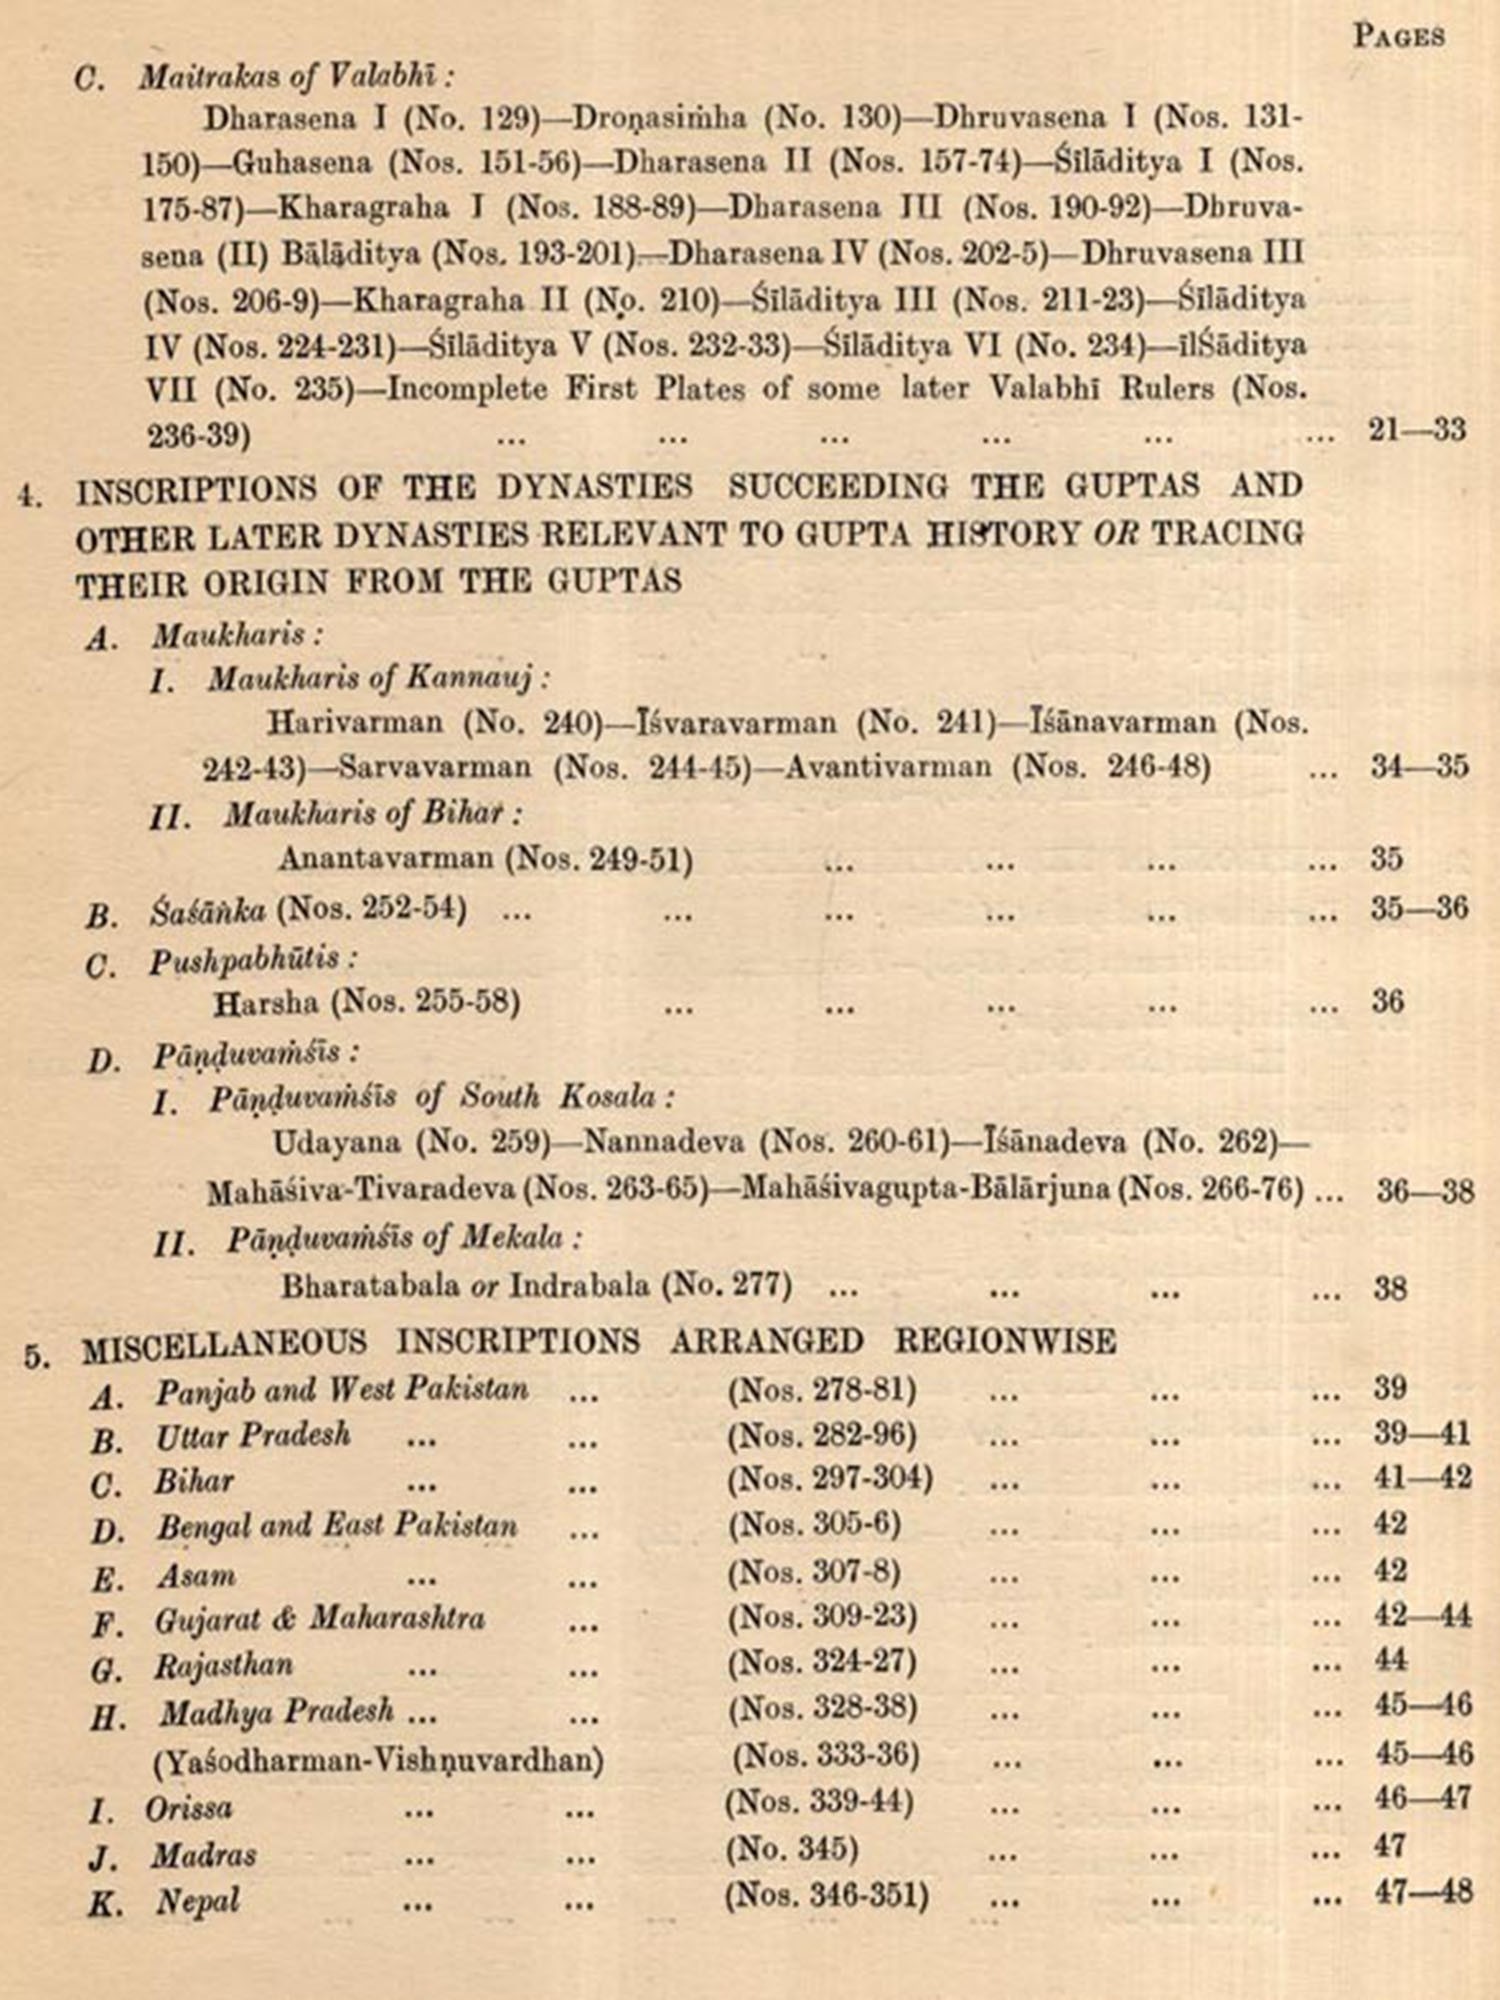 PAGES
C. Maitrakas of Valabhī :
Dharasena I (No. 129)—Droṇasiṁha (No. 130)—Dhruvasena I (Nos. 131-
150)—Guhasena (Nos. 151-56)—Dharasena II (Nos. 157-74)—Śīlāditya I (Nos.
175-87)—Kharagraha I (Nos. 188-89)—Dharasena III (Nos. 190-92)—Dhruva-
sena (II) Bālāditya (Nos. 193-201)—Dharasena IV (Nos. 202-5)—Dhruvasena III
(Nos. 206-9)—Kharagraha II (No. 210)—Śīlāditya III (Nos. 211-23)—Śīlāditya
IV (Nos. 224-231)—Śīlāditya V (Nos. 232-33)—Śīlāditya VI (No. 234)—īlŚāditya
VII (No. 235)—Incomplete First Plates of some later Valabhī Rulers (Nos.
236-39) ... ... ... ... ... ... 21—33
4. INSCRIPTIONS OF THE DYNASTIES SUCCEEDING THE GUPTAS AND
OTHER LATER DYNASTIES RELEVANT TO GUPTA HISTORY OR TRACING
THEIR ORIGIN FROM THE GUPTAS
A. Maukharis :
I. Maukharis of Kannauj :
Harivarman (No. 240)—Īśvaravarman (No. 241)—Īśānavarman (Nos.
242-43)—Sarvavarman (Nos. 244-45)—Avantivarman (Nos. 246-48) ... 34—35
II. Maukharis of Bihar :
Anantavarman (Nos. 249-51) ... ... ... ... 35
B. Śaśāṅka (Nos. 252-54) ... ... ... ... ... ... 35—36
C. Pushpabhūtis :
Harsha (Nos. 255-58) ... ... ... ... ... 36
D. Pāṇḍuvaṁśīs :
I. Pāṇḍuvaṁśīs of South Kosala :
Udayana (No. 259)—Nannadeva (Nos. 260-61)—Īśānadeva (No. 262)—
Mahāśiva-Tivaradeva (Nos. 263-65)—Mahāśivagupta-Bālārjuna (Nos. 266-76) ... 36—38
II. Pāṇḍuvaṁśīs of Mekala :
Bharatabala or Indrabala (No. 277) ... ... ... ... 38
5. MISCELLANEOUS INSCRIPTIONS ARRANGED REGIONWISE
A. Panjab and West Pakistan ... (Nos. 278-81) ... ... ... 39
B. Uttar Pradesh ... ... (Nos. 282-96) ... ... ... 39—41
C. Bihar ... ... (Nos. 297-304) ... ... ... 41—42
D. Bengal and East Pakistan ... (Nos. 305-6) ... ... ... 42
E. Asam ... ... (Nos. 307-8) ... ... ... 42
F. Gujarat & Maharashtra ... (Nos. 309-23) ... ... ... 42—44
G. Rajasthan ... ... (Nos. 324-27) ... ... ... 44
H. Madhya Pradesh ... ... (Nos. 328-38) ... ... ... 45—46
(Yaśodharman-Vishṇuvardhan) (Nos. 333-36) ... ... ... 45—46
I. Orissa ... ... (Nos. 339-44) ... ... ... 46—47
J. Madras ... ... (No. 345) ... ... ... 47
K. Nepal ... ... (Nos. 346-351) ... ... ... 47—48